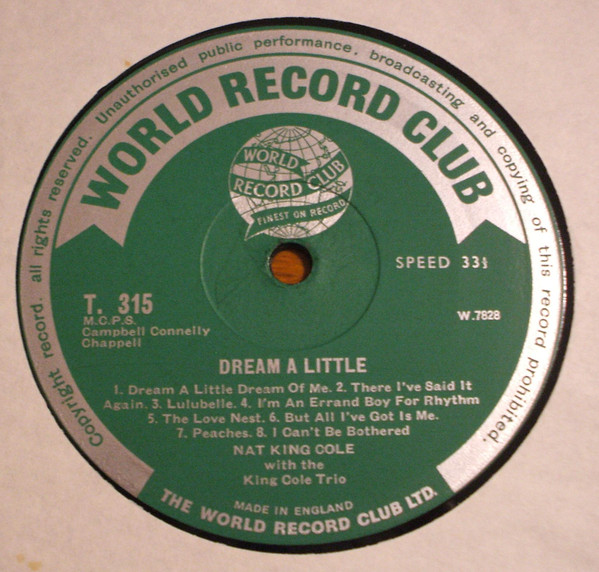 Copyright record. all rights reserved. Unauthorised public performance, broadcasting and copying of this record prohibited.
WORLD RECORD CLUB
WORLD
RECORD CLUB
FINEST ON RECORD
SPEED 33⅓
T. 315
M.C.P.S.
Campbell Connelly
Chappell
W.7828
DREAM A LITTLE
1. Dream A Little Dream Of Me. 2. There I've Said It
Again. 3. Lulubelle. 4. I'm An Errand Boy For Rhythm
5. The Love Nest. 6. But All I've Got Is Me.
7. Peaches. 8. I Can't Be Bothered
NAT KING COLE
with the
King Cole Trio
MADE IN ENGLAND
THE WORLD RECORD CLUB LTD.